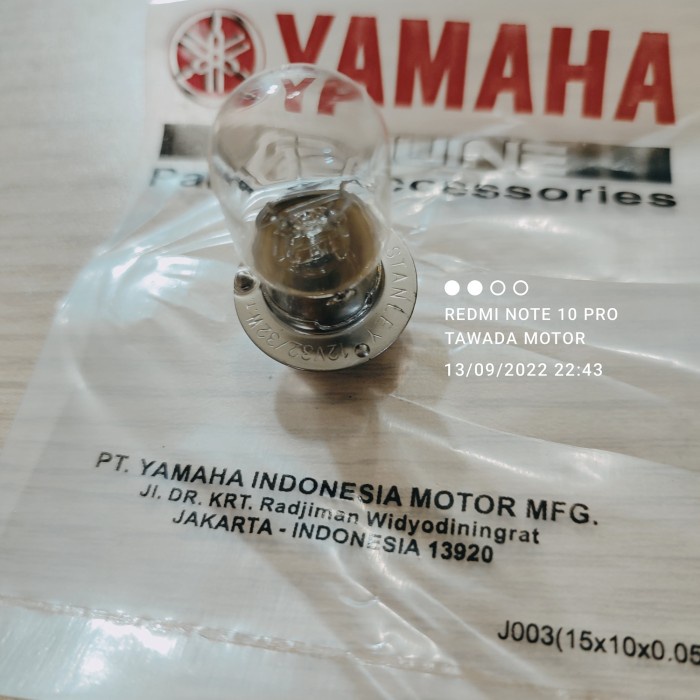 YAMAHA
GENUINE
Parts & Accessories
STANLEY 12V32/32W
REDMI NOTE 10 PRO
TAWADA MOTOR
13/09/2022 22:43
PT. YAMAHA INDONESIA MOTOR MFG.
Jl. DR. KRT. Radjiman Widyodiningrat
JAKARTA - INDONESIA 13920
J003(15x10x0.05